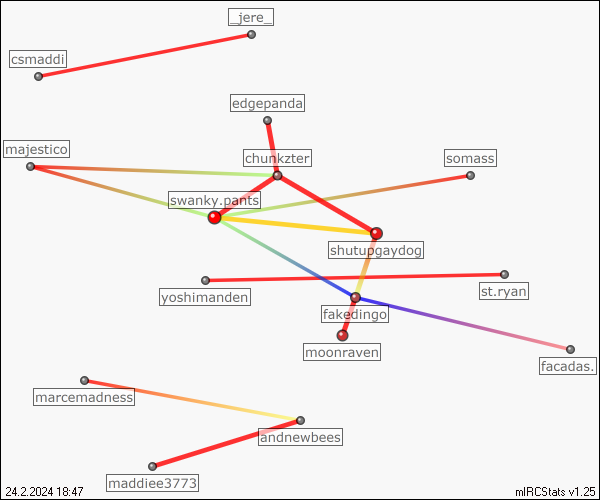 _jere_
csmaddi
edgepanda
majestico
chunkzter
somass
swanky.pants
shutupgaydog
yoshimanden
st.ryan
fakedingo
moonraven
facadas.
marcemadness
andnewbees
maddiee3773
24.2.2024 18:47
mIRCStats v1.25